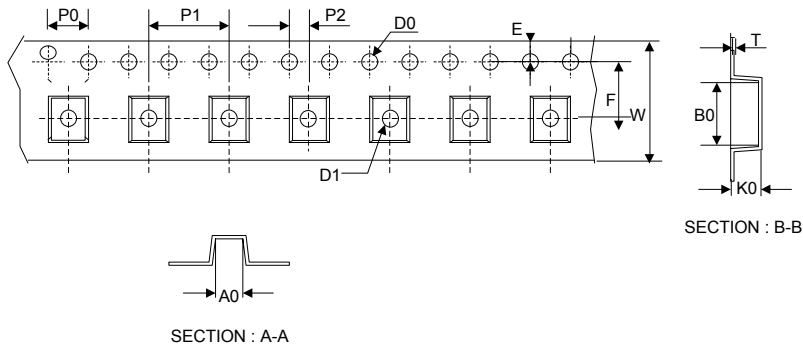 P0
P1
P2
D0
E
T
F
W
B0
D1
K0
SECTION : B-B
A0
SECTION : A-A